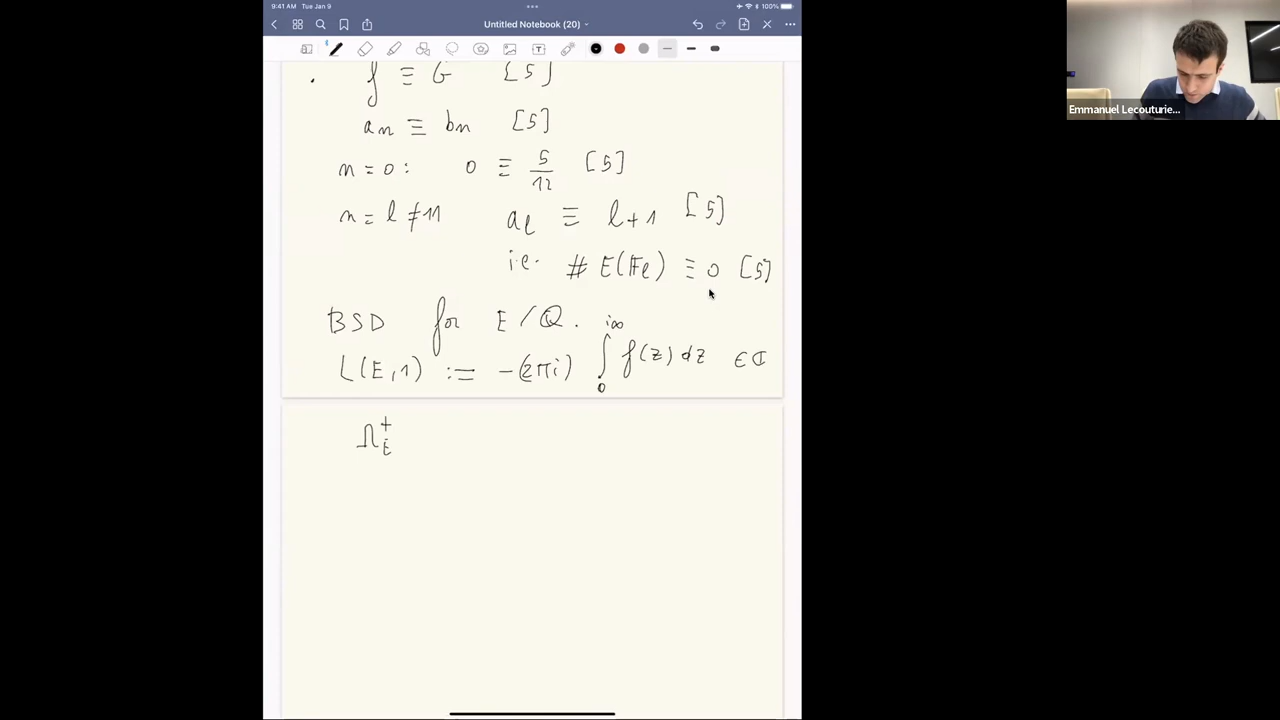 9:41 AM Tue Jan 9
100%
Untitled Notebook (20)
Emmanuel Lecouturie...
. f ≡ G [5]
a_n ≡ b_n [5]
n=0: 0 ≡ 5/12 [5]
n = l ≠ 11 a_l ≡ l+1 [5]
i.e. # E(F_l) ≡ 0 [5]
BSD for E/Q.
L(E,1) := -(2πi) ∫_0^{i∞} f(z) dz ∈ ℂ
Ω_E^+